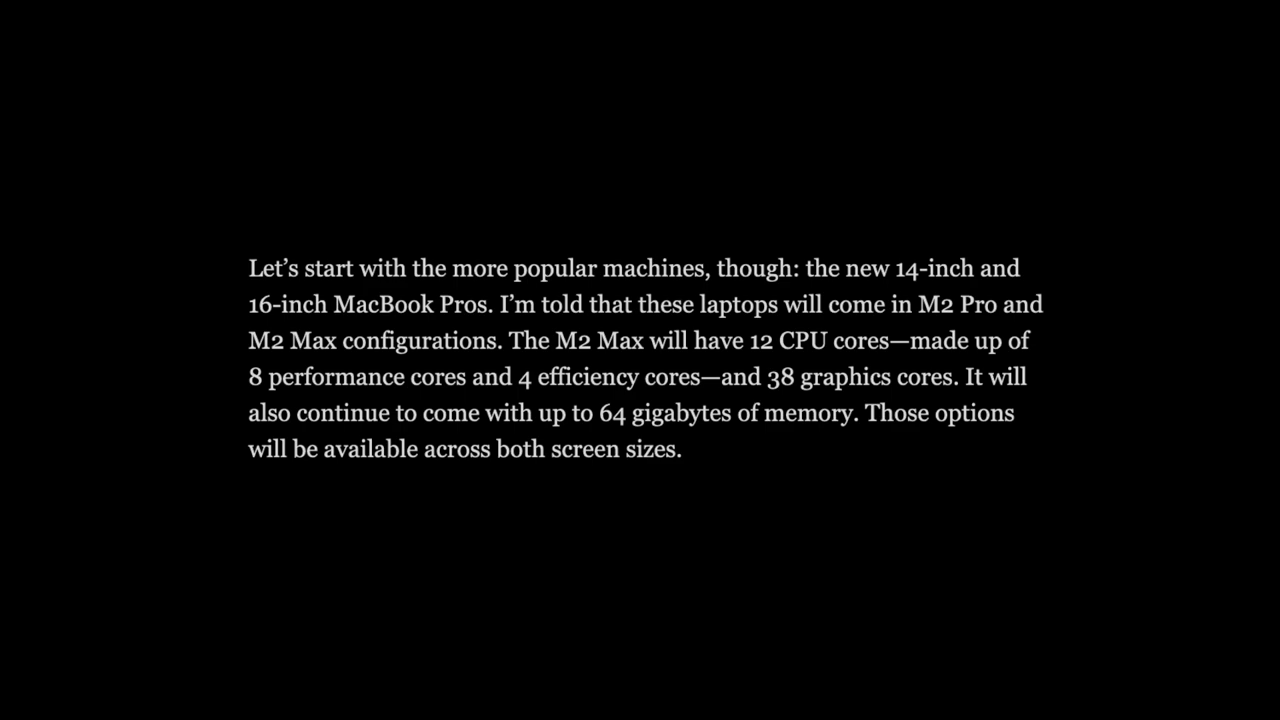 Let’s start with the more popular machines, though: the new 14-inch and
16-inch MacBook Pros. I’m told that these laptops will come in M2 Pro and
M2 Max configurations. The M2 Max will have 12 CPU cores—made up of
8 performance cores and 4 efficiency cores—and 38 graphics cores. It will
also continue to come with up to 64 gigabytes of memory. Those options
will be available across both screen sizes.